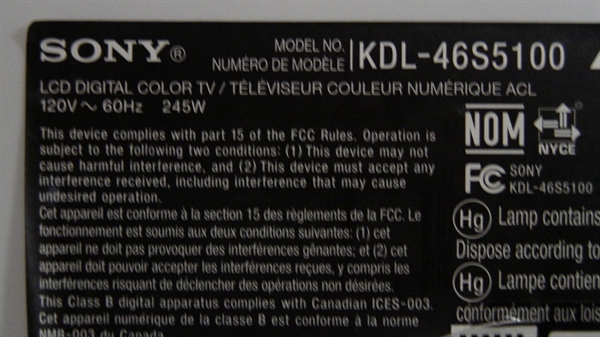 SONY® MODEL NO. KDL-46S5100
NUMÉRO DE MODÈLE
LCD DIGITAL COLOR TV / TÉLÉVISEUR COULEUR NUMÉRIQUE ACL
120V ~ 60Hz 245W
This device complies with part 15 of the FCC Rules. Operation is
subject to the following two conditions: (1) This device may not
cause harmful interference, and (2) This device must accept any
interference received, including interference that may cause
undesired operation.
Cet appareil est conforme à la section 15 des règlements de la FCC. Le
fonctionnement est soumis aux deux conditions suivantes: (1) cet
appareil ne doit pas provoquer des interférences gênantes; et (2) cet
appareil doit pouvoir accepter les interférences reçues, y compris les
interférences risquant de déclencher des opérations non désirées.
This Class B digital apparatus complies with Canadian ICES-003.
Cet appareil numérique de la classe B est conforme à la norme
NMB-003 du Canada.
NOM
NYCE
FC SONY
KDL-46S5100
Hg Lamp contains
Dispose according to
Hg Lampe contien
conformément aux lois